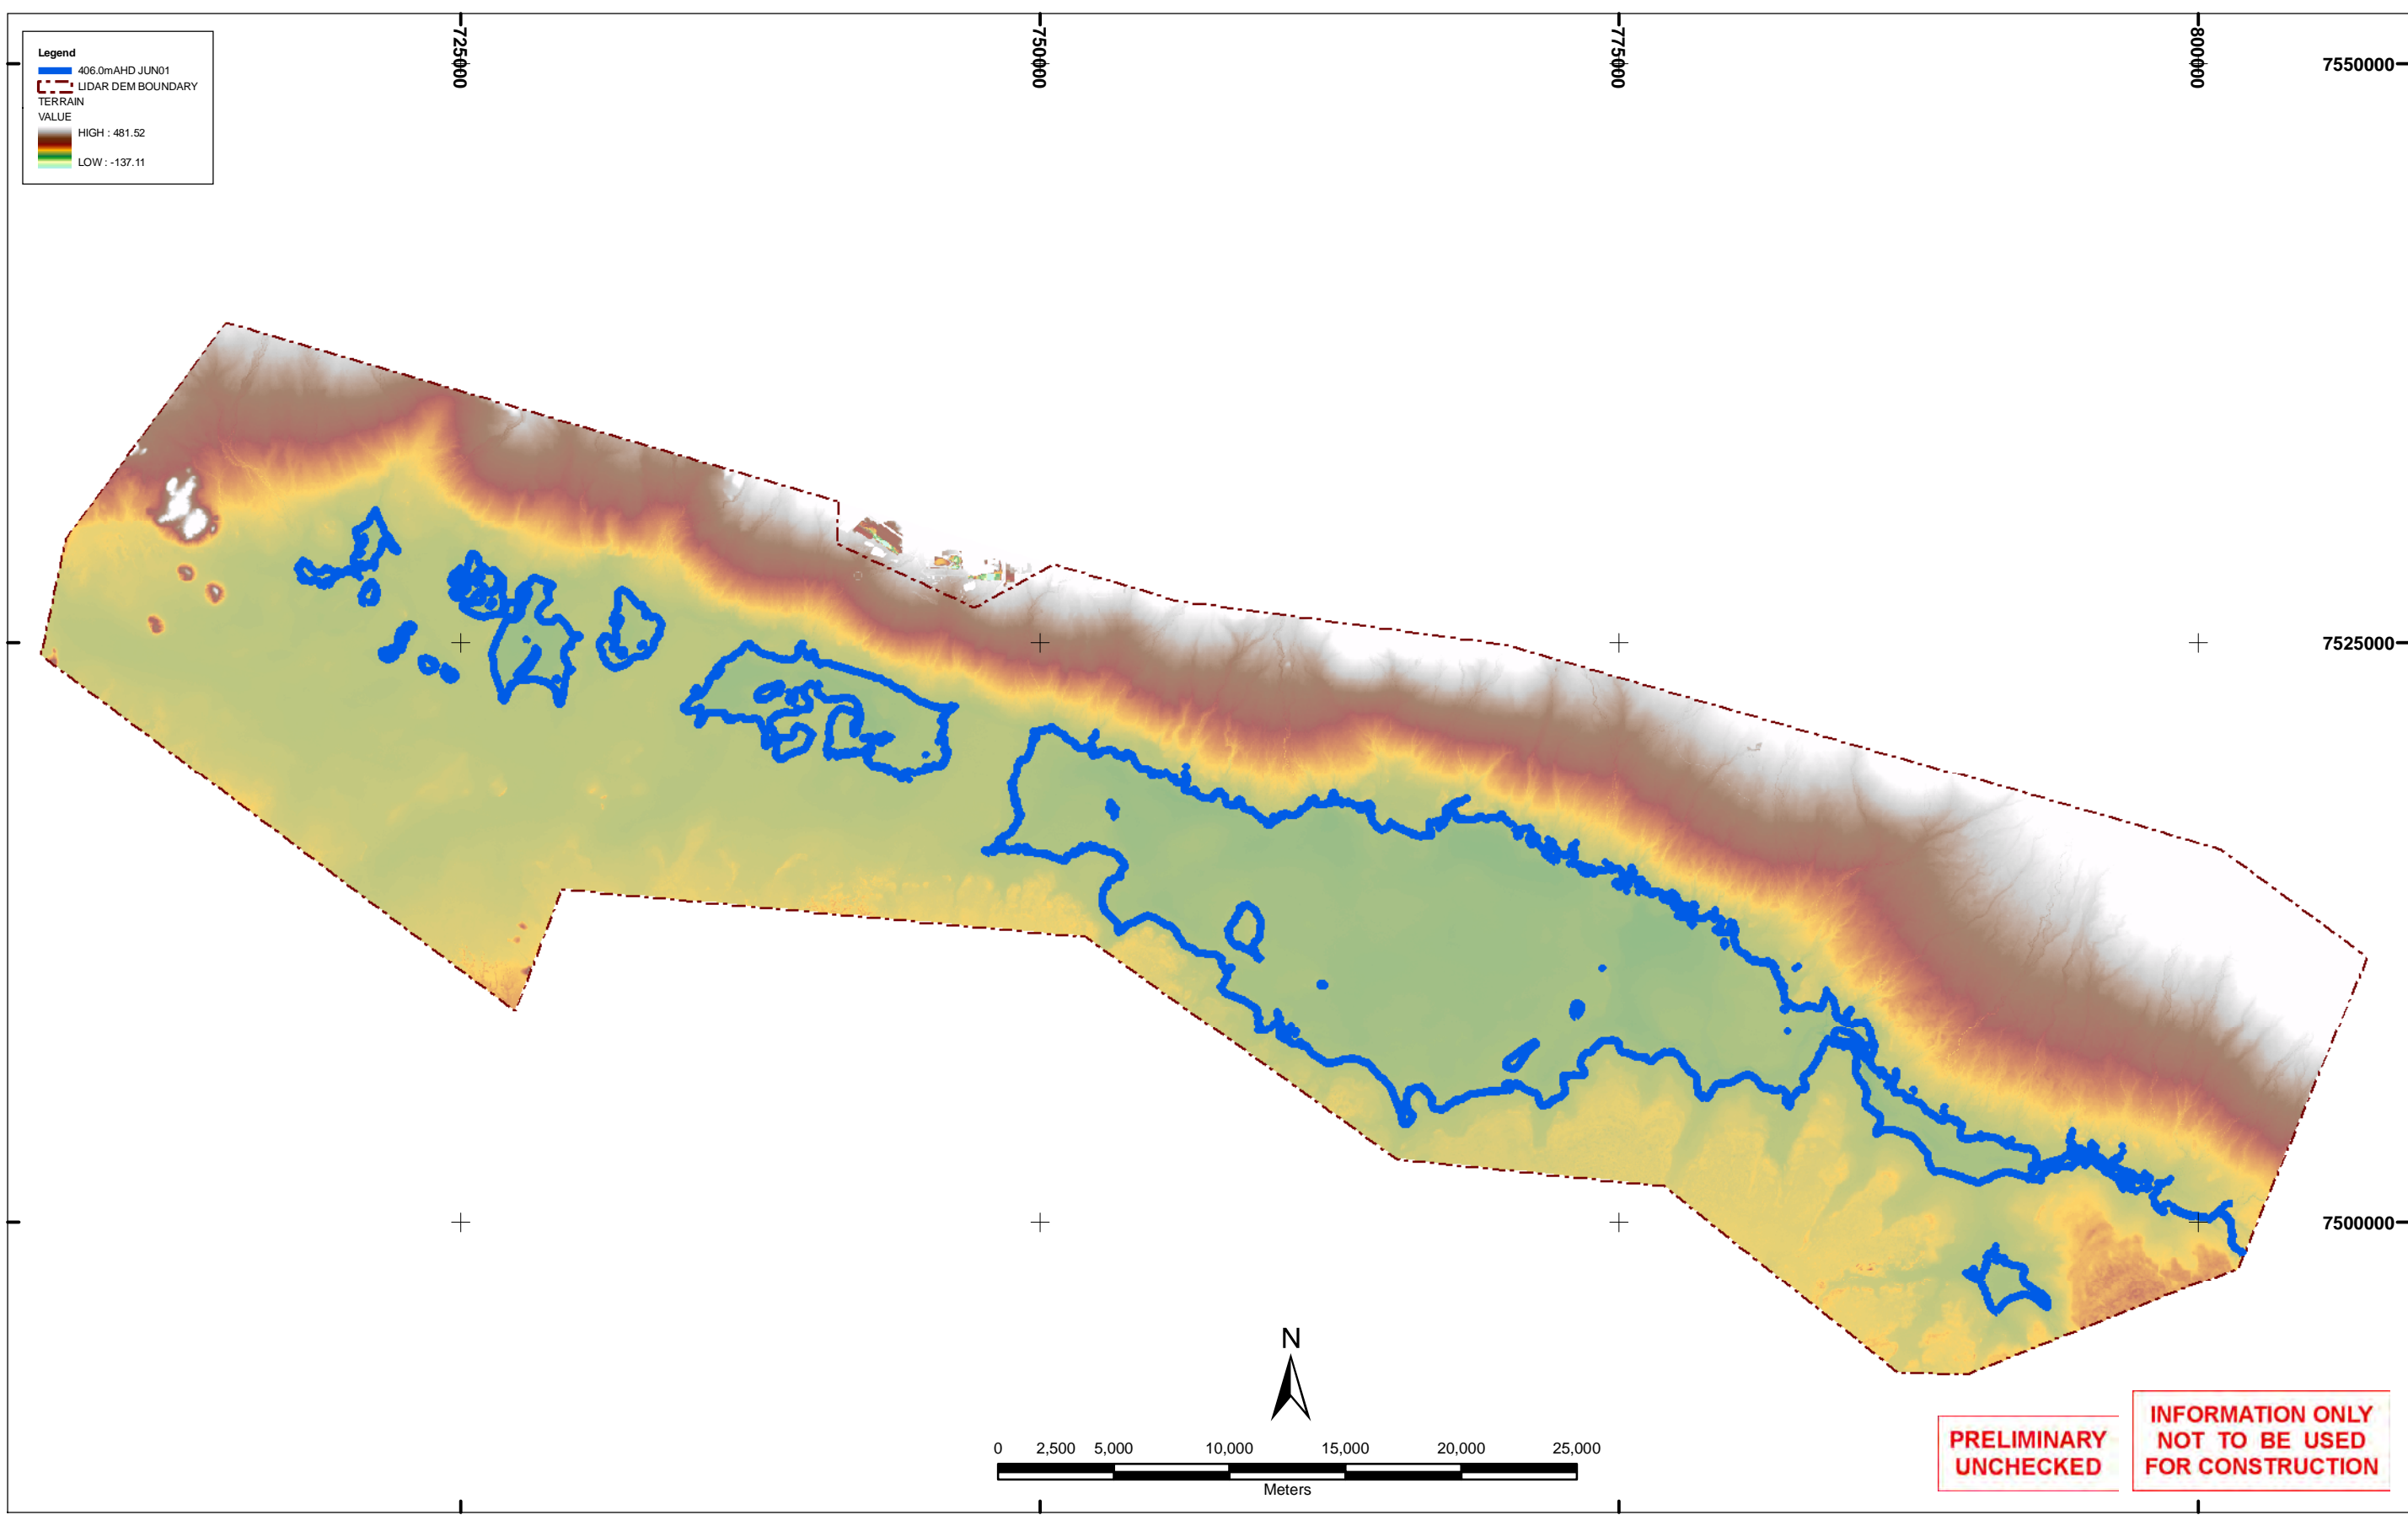 725000
750000
775000
800000
Legend
406.0mAHD JUN01
LIDAR DEM BOUNDARY
TERRAIN
VALUE
HIGH : 481.52
LOW : -137.11
7550000
7525000
7500000
N
0 2,500 5,000 10,000 15,000 20,000 25,000
Meters
PRELIMINARY
UNCHECKED
INFORMATION ONLY
NOT TO BE USED
FOR CONSTRUCTION